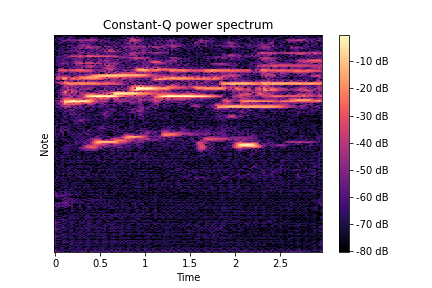 Constant-Q power spectrum
Note
-10 dB
-20 dB
-30 dB
-40 dB
-50 dB
-60 dB
-70 dB
-80 dB
0 0.5 1 1.5 2 2.5
Time